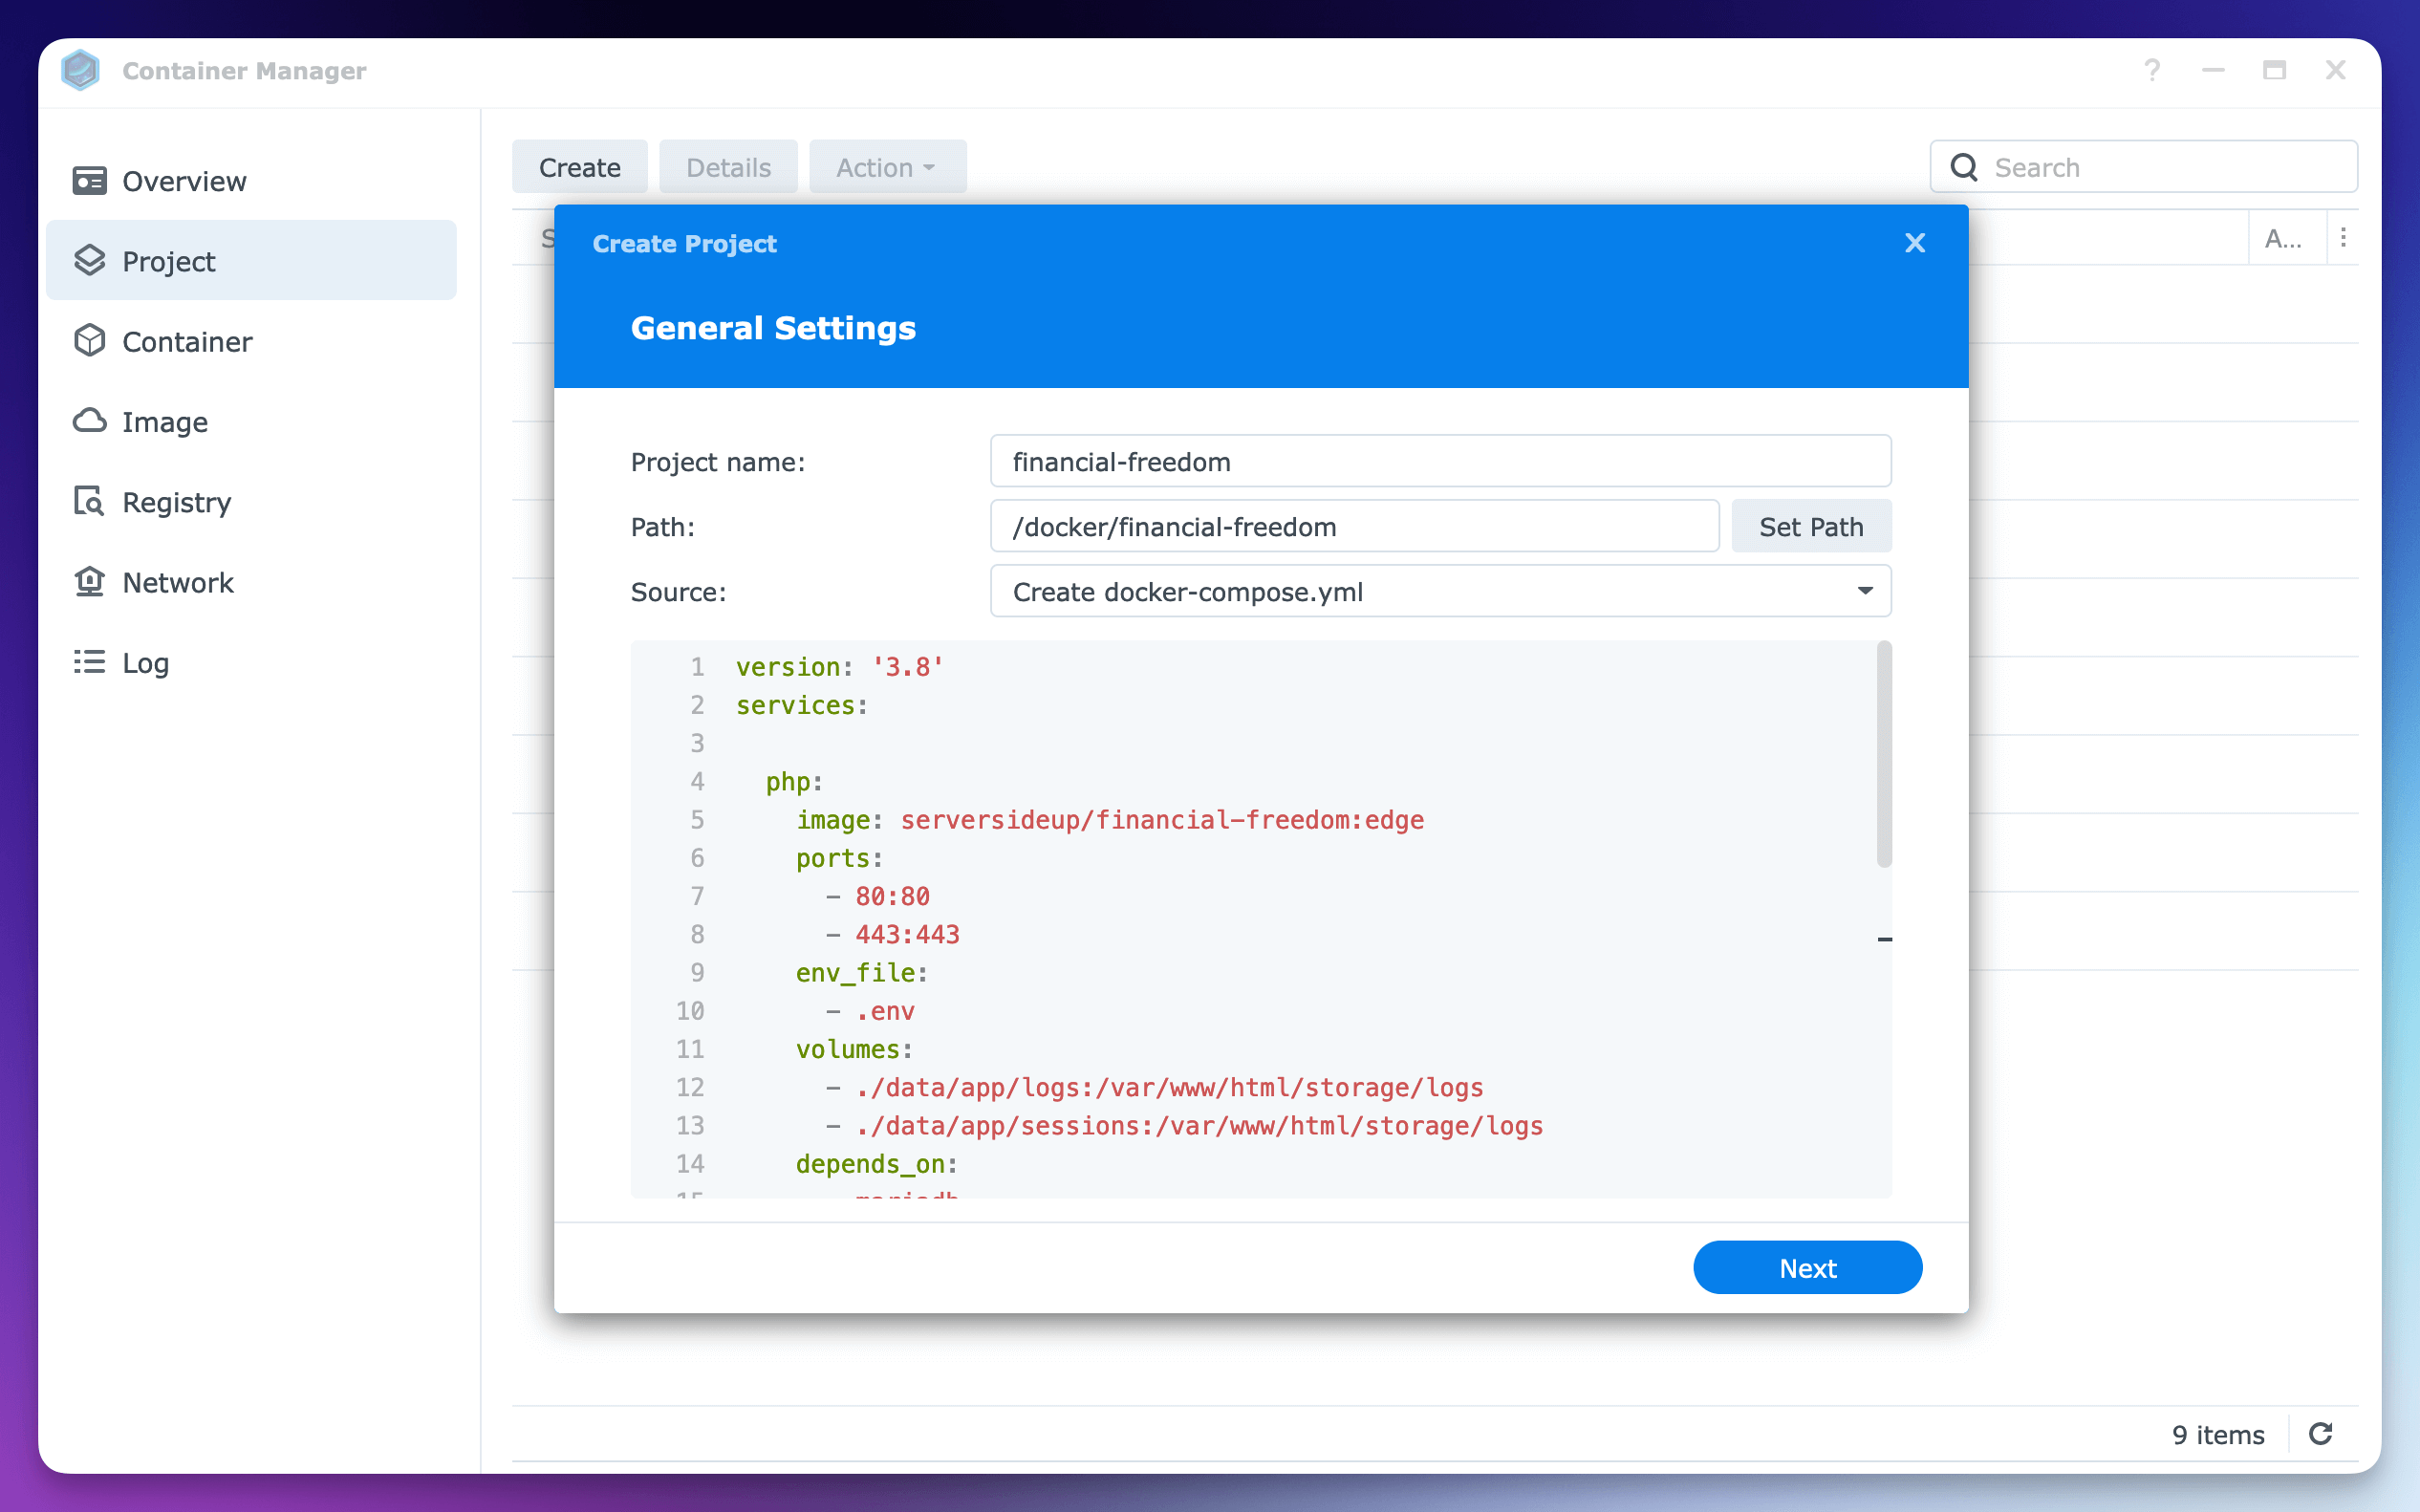 Container Manager
Overview
Project
Container
Image
Registry
Network
Log
Create Details Action
Search
A...
Create Project
General Settings
Project name: financial-freedom
Path: /docker/financial-freedom Set Path
Source: Create docker-compose.yml
1 version: '3.8'
2 services:
3
4 php:
5 image: serversideup/financial-freedom:edge
6 ports:
7 - 80:80
8 - 443:443
9 env_file:
10 - .env
11 volumes:
12 - ./data/app/logs:/var/www/html/storage/logs
13 - ./data/app/sessions:/var/www/html/storage/logs
14 depends_on:
15 mariadb
Next
9 items